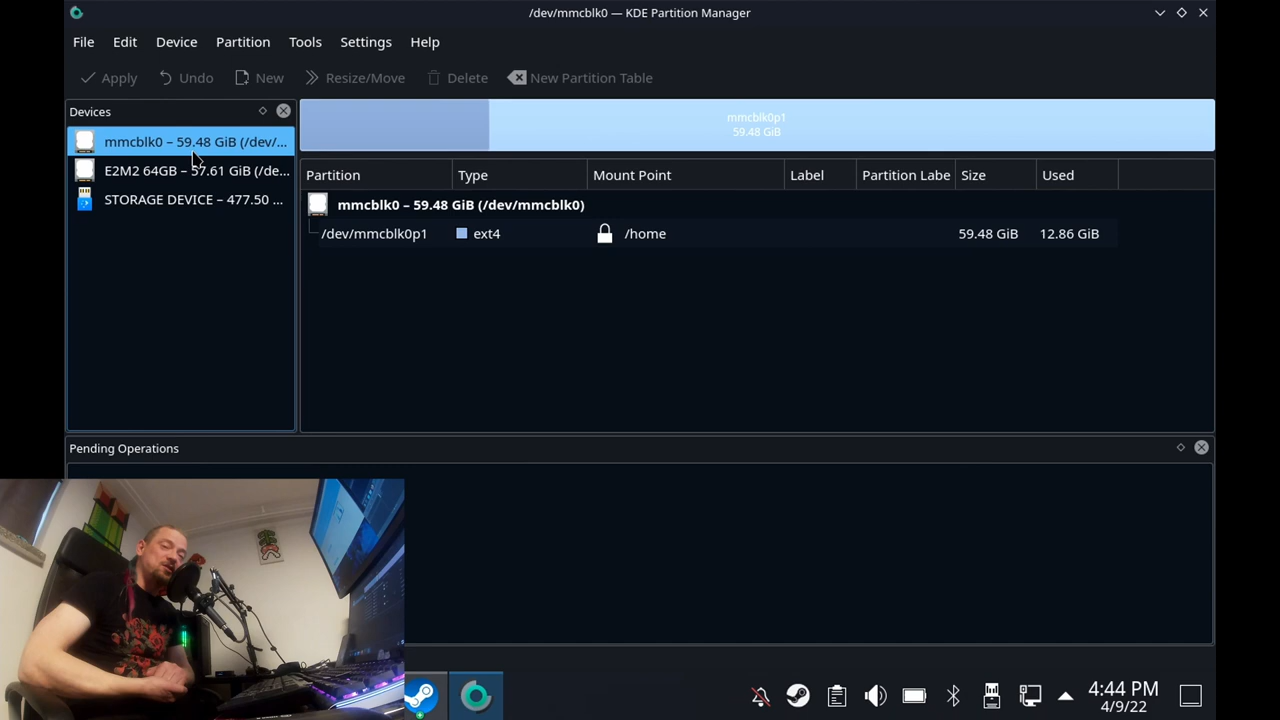 /dev/mmcblk0 — KDE Partition Manager
File Edit Device Partition Tools Settings Help
Apply Undo New Resize/Move Delete New Partition Table
Devices
mmcblk0 – 59.48 GiB (/dev/...
E2M2 64GB – 57.61 GiB (/de...
STORAGE DEVICE – 477.50 ...
mmcblk0p1
59.48 GiB
Partition Type Mount Point Label Partition Labe Size Used
mmcblk0 – 59.48 GiB (/dev/mmcblk0)
/dev/mmcblk0p1 ext4 /home 59.48 GiB 12.86 GiB
Pending Operations
4:44 PM
4/9/22